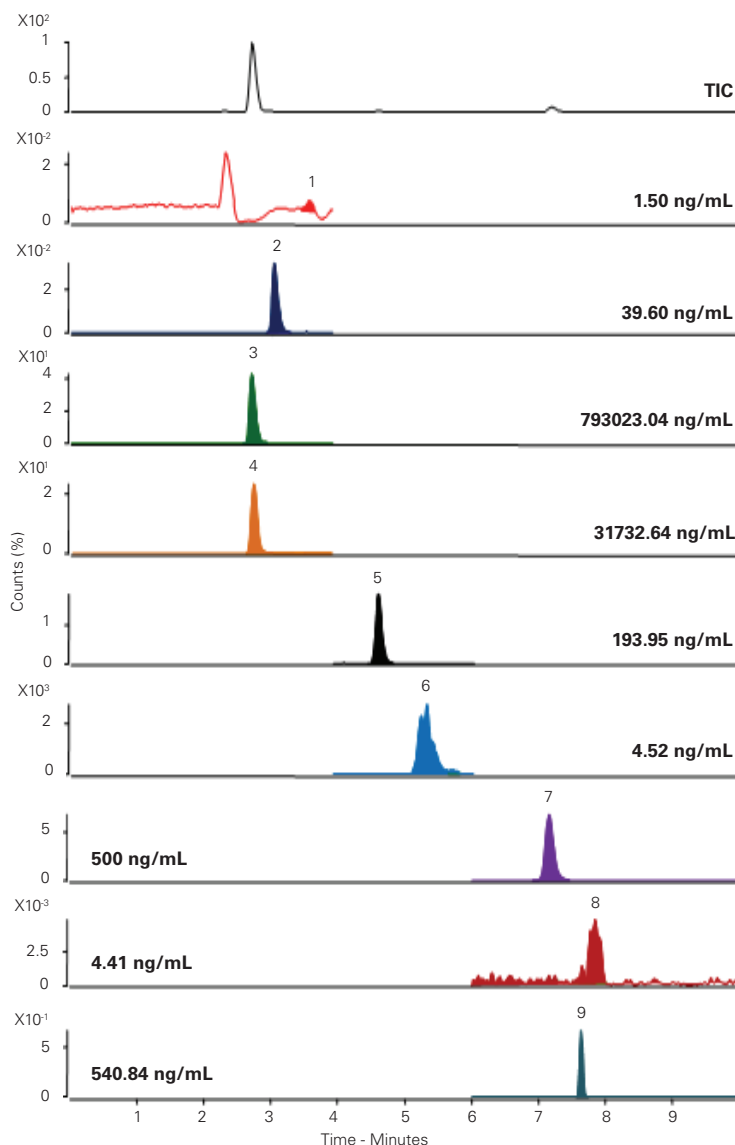 X10²
1
0.5
0
TIC
X10-²
2
0
1
1.50 ng/mL
X10-²
2
0
2
39.60 ng/mL
X10¹
4
2
0
3
793023.04 ng/mL
X10¹
2
0
4
31732.64 ng/mL
Counts (%)
1
0
5
193.95 ng/mL
X10³
2
0
6
4.52 ng/mL
5
0
7
500 ng/mL
X10-³
2.5
0
8
4.41 ng/mL
X10-¹
5
0
9
540.84 ng/mL
1 2 3 4 5 6 7 8 9
Time - Minutes